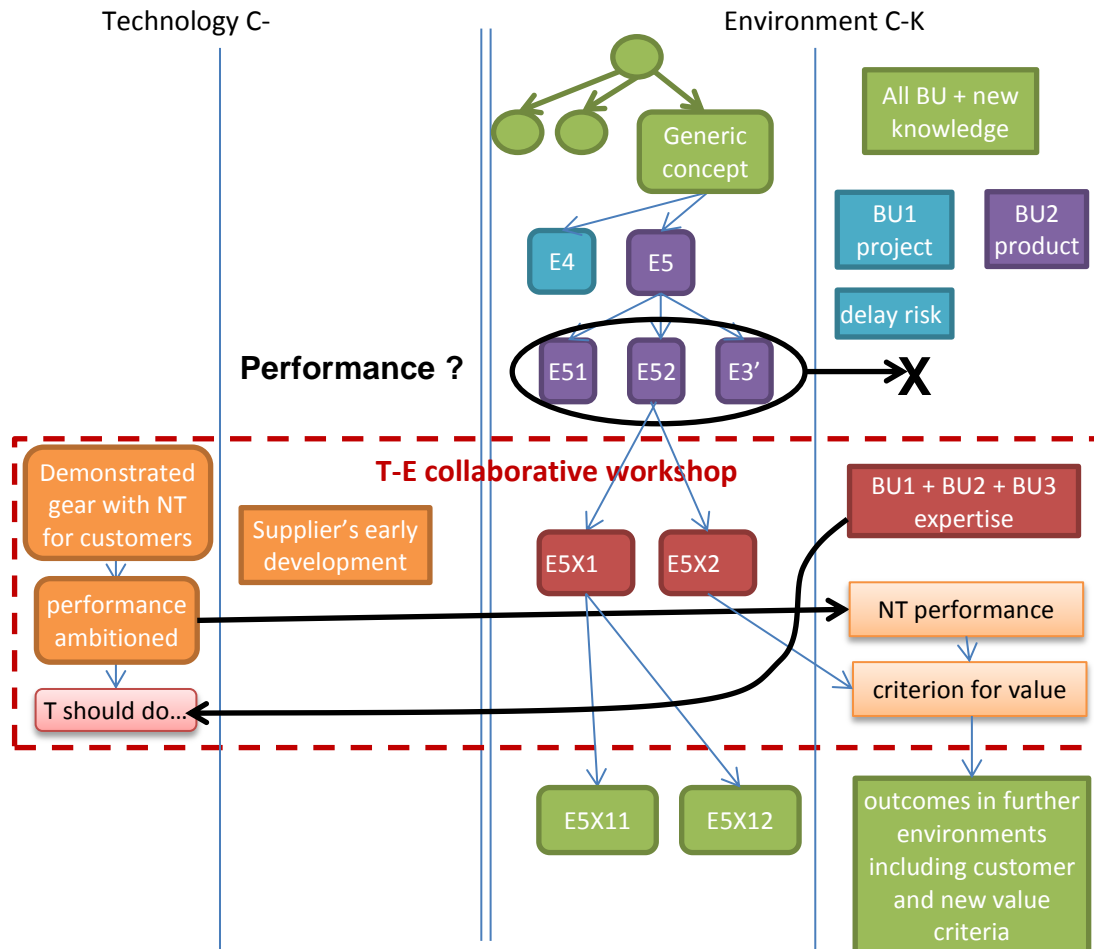 Technology C-
Environment C-K
All BU + new
knowledge
Generic
concept
BU1
project
BU2
product
E4
E5
delay risk
Performance ?
E51
E52
E3’
X
T-E collaborative workshop
Demonstrated
gear with NT
for customers
Supplier’s early
development
BU1 + BU2 + BU3
expertise
E5X1
E5X2
performance
ambitioned
NT performance
T should do…
criterion for value
E5X11
E5X12
outcomes in further
environments
including customer
and new value
criteria